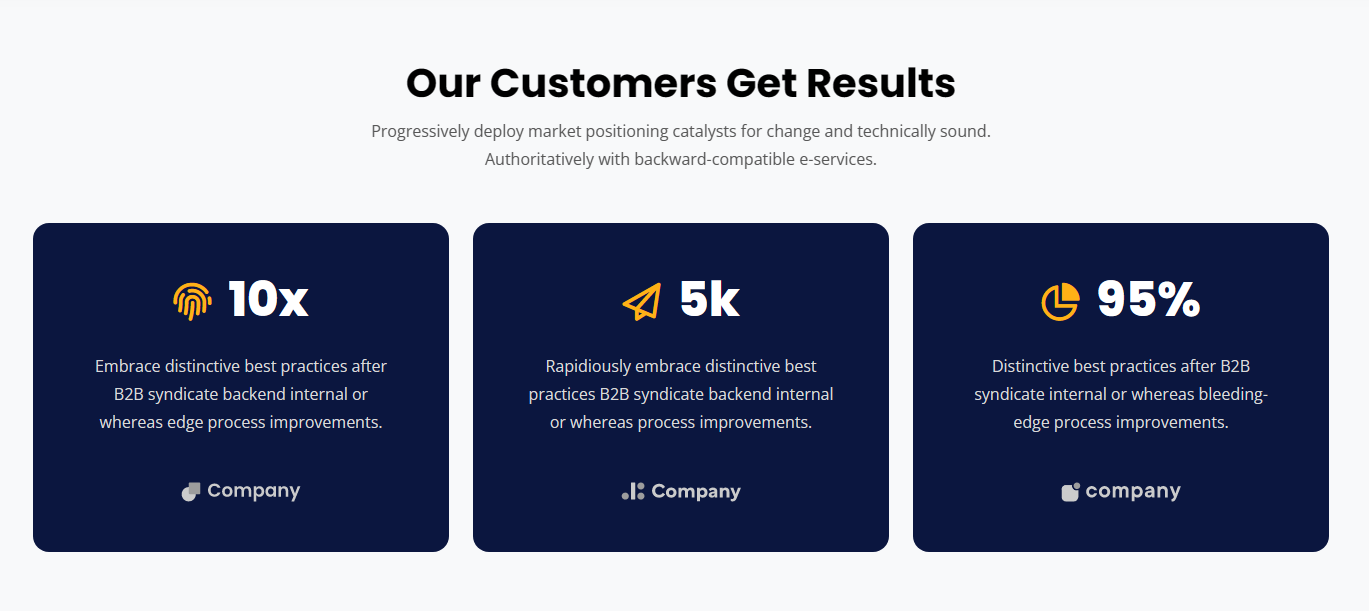 Our Customers Get Results
Progressively deploy market positioning catalysts for change and technically sound.
Authoritatively with backward-compatible e-services.
10x
Embrace distinctive best practices after
B2B syndicate backend internal or
whereas edge process improvements.
Company
5k
Rapidiously embrace distinctive best
practices B2B syndicate backend internal
or whereas process improvements.
Company
95%
Distinctive best practices after B2B
syndicate internal or whereas bleeding-
edge process improvements.
company